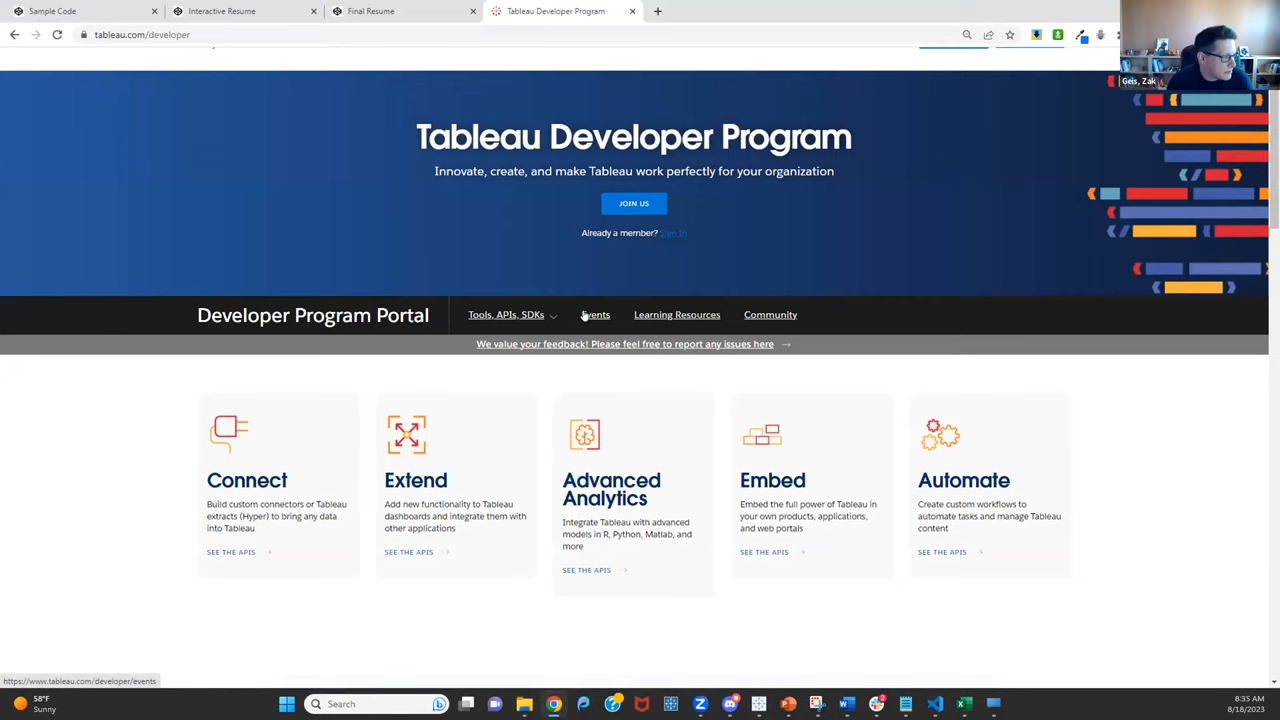 Sample Code
Interactive Resume
Final Resume
Tableau Developer Program
tableau.com/developer
Geis, Zak
Tableau Developer Program
Innovate, create, and make Tableau work perfectly for your organization
JOIN US
Already a member? Sign In
Developer Program Portal
Tools, APIs, SDKs
Events
Learning Resources
Community
We value your feedback! Please feel free to report any issues here →
Connect
Build custom connectors or Tableau
extracts (Hyper) to bring any data
into Tableau
SEE THE APIS
Extend
Add new functionality to Tableau
dashboards and integrate them with
other applications
SEE THE APIS
Advanced
Analytics
Integrate Tableau with advanced
models in R, Python, Matlab, and
more
SEE THE APIS
Embed
Embed the full power of Tableau in
your own products, applications,
and web portals
SEE THE APIS
Automate
Create custom workflows to
automate tasks and manage Tableau
content
SEE THE APIS
https://www.tableau.com/developer/events
58°F
Sunny
Search
8:35 AM
8/18/2023